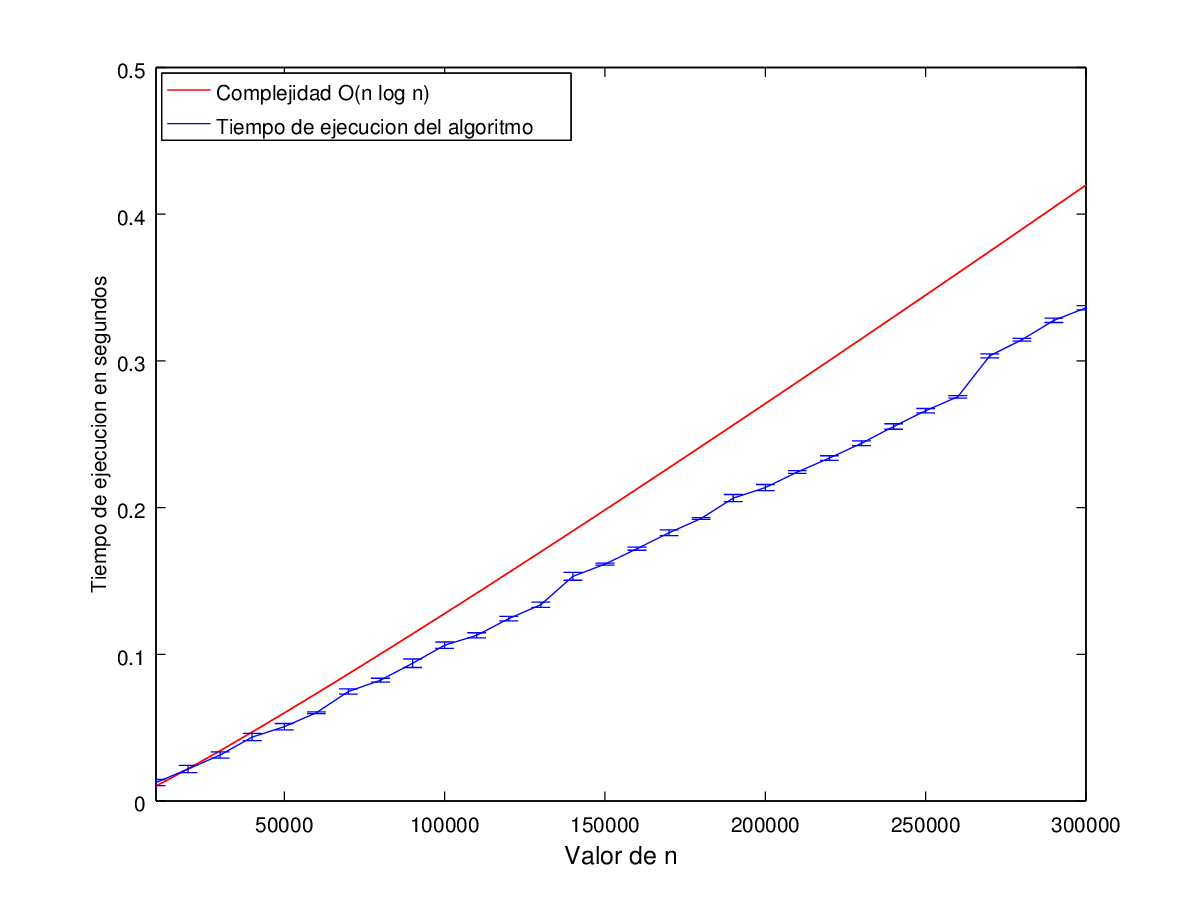 Complejidad O(n log n)
Tiempo de ejecucion del algoritmo
0.5
0.4
0.3
0.2
0.1
0
Tiempo de ejecucion en segundos
50000 100000 150000 200000 250000 300000
Valor de n